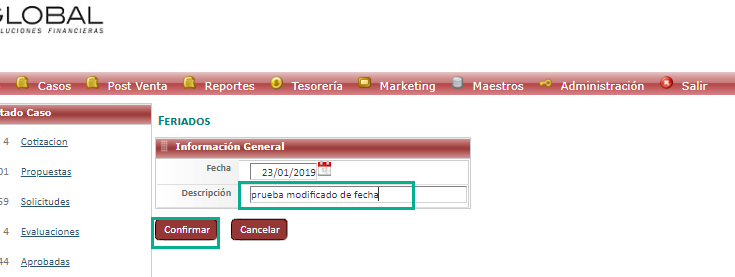 GLOBAL
LUCIONES FINANCIERAS
Casos Post Venta Reportes Tesorería Marketing Maestros Administración Salir
tado Caso
4 Cotizacion
01 Propuestas
59 Solicitudes
4 Evaluaciones
44 Aprobadas
FERIADOS
Información General
Fecha 23/01/2019
Descripción prueba modificado de fecha
Confirmar Cancelar